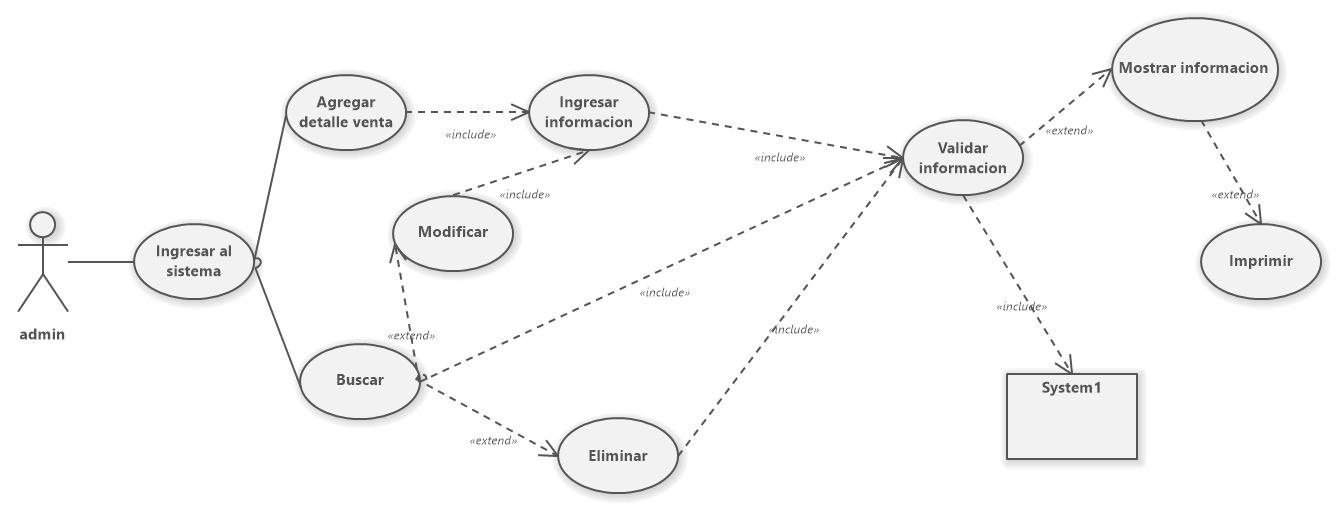 Mostrar informacion
Agregar
detalle venta
«include»
Ingresar
informacion
«include»
«extend»
Validar
informacion
Modificar
«include»
«extend»
Imprimir
admin
Ingresar al
sistema
«include»
«include»
«include»
«extend»
Buscar
System1
«extend»
Eliminar